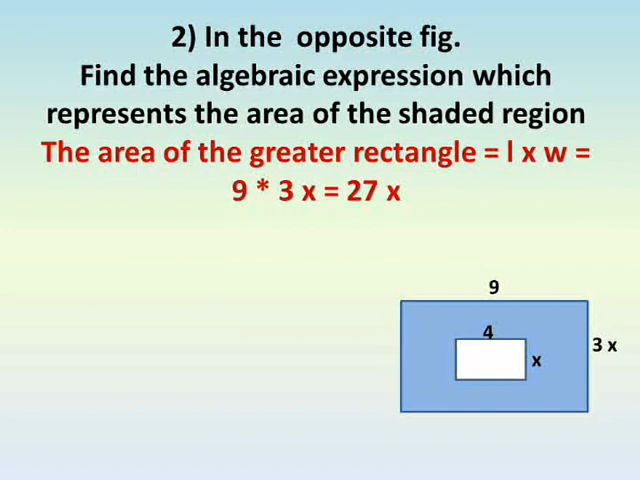 2) In the opposite fig.
Find the algebraic expression which
represents the area of the shaded region
The area of the greater rectangle = l x w =
9 * 3 x = 27 x
9
4
3 x
x